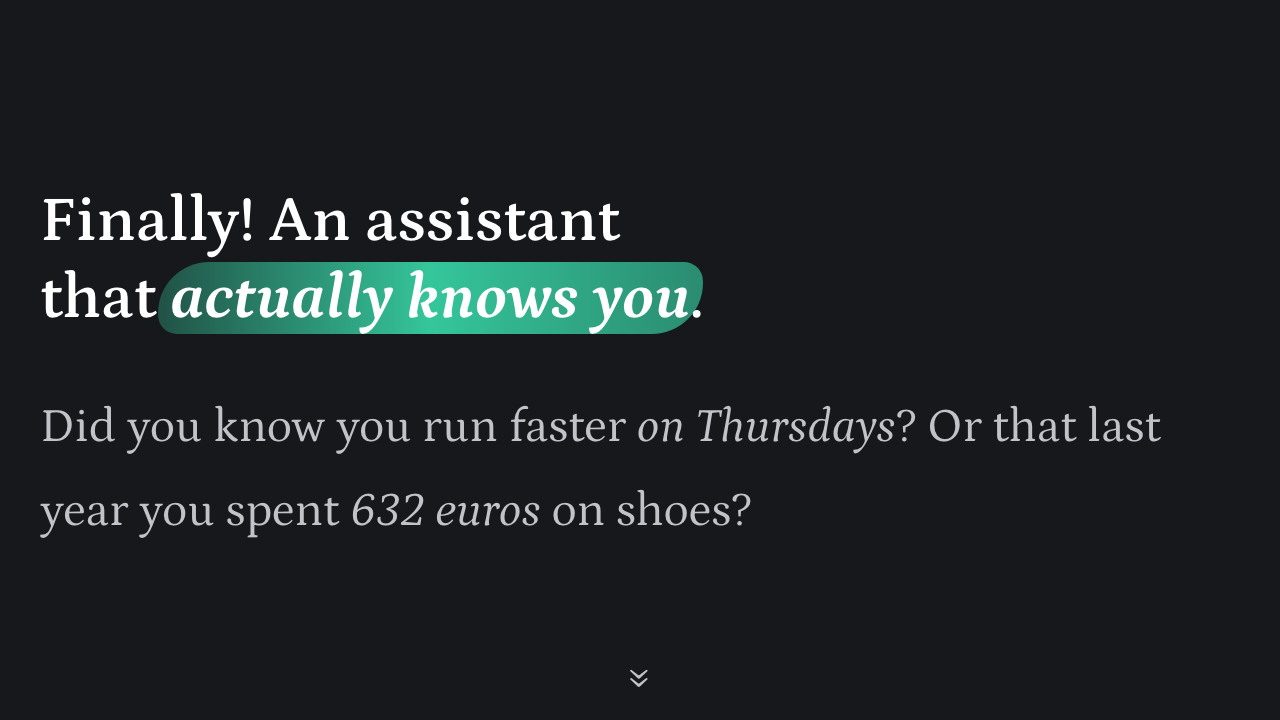 Finally! An assistant
that actually knows you.
Did you know you run faster on Thursdays? Or that last
year you spent 632 euros on shoes?